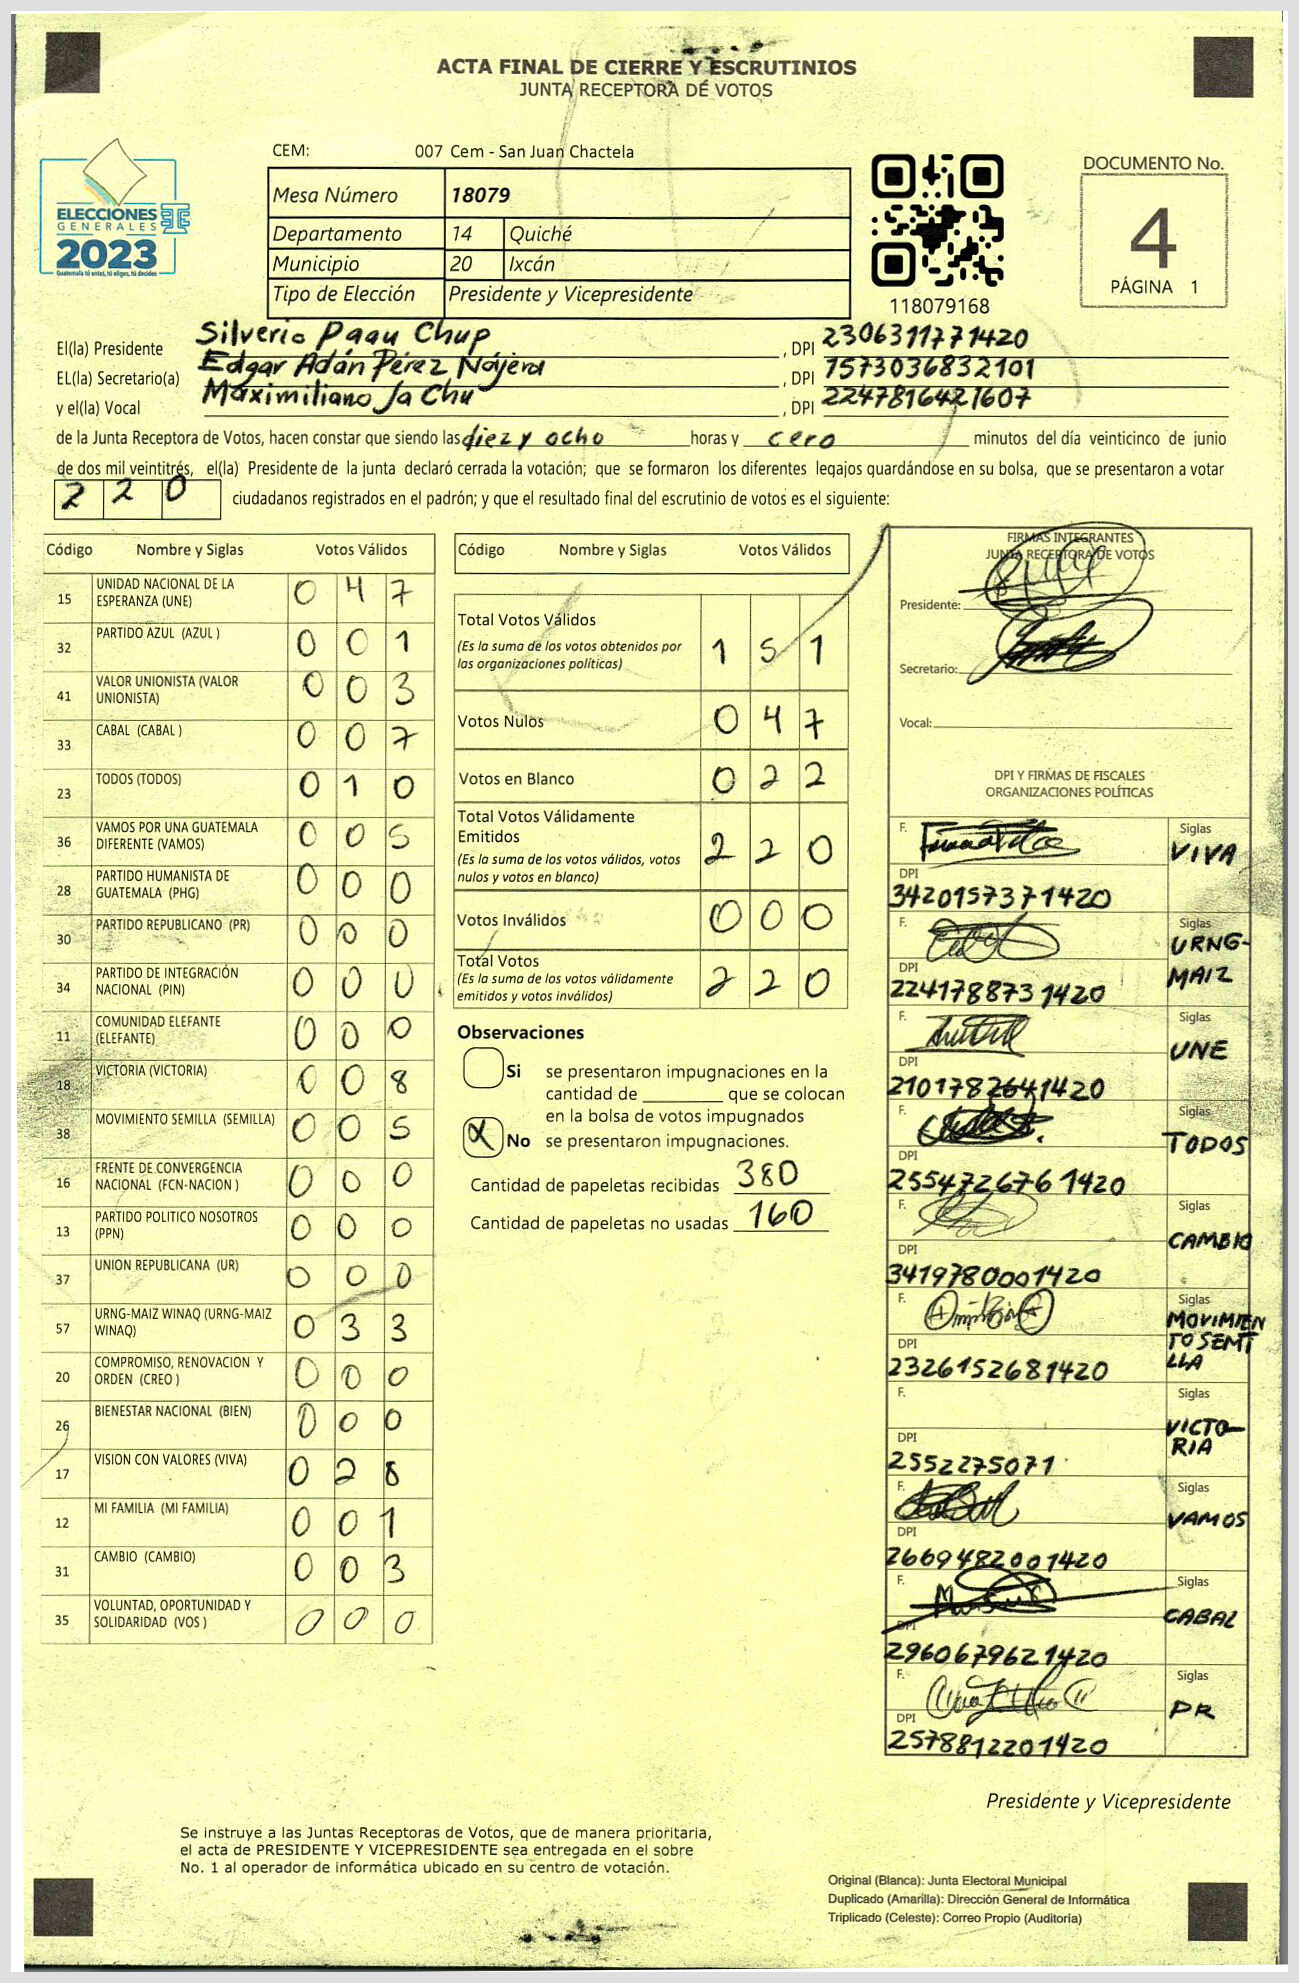 ACTA FINAL DE CIERRE Y ESCRUTINIOS
JUNTA RECEPTORA DE VOTOS
CEM: 007 Cem - San Juan Chactela
Mesa Número 18079
Departamento 14 Quiché
Municipio 20 Ixcán
Tipo de Elección Presidente y Vicepresidente
ELECCIONES
GENERALES
2023
Guatemala tú eres, tú eliges, tú decides
118079168
DOCUMENTO No.
4
PÁGINA 1
El(la) Presidente Silverio Paau Chup, DPI 2306311771420
EL(la) Secretario(a) Edgar Adán Pérez Nájera, DPI 1573036832101
y el(la) Vocal Maximiliano Ja Chu, DPI 2247816421607
de la Junta Receptora de Votos, hacen constar que siendo las diez y ocho horas y cero minutos del día veinticinco de junio
de dos mil veintitrés, el(la) Presidente de la junta declaró cerrada la votación; que se formaron los diferentes legajos guardándose en su bolsa, que se presentaron a votar
220 ciudadanos registrados en el padrón; y que el resultado final del escrutinio de votos es el siguiente:
Código Nombre y Siglas Votos Válidos
15 UNIDAD NACIONAL DE LA ESPERANZA (UNE) 0 4 7
32 PARTIDO AZUL (AZUL ) 0 0 1
41 VALOR UNIONISTA (VALOR UNIONISTA) 0 0 3
33 CABAL (CABAL ) 0 0 7
23 TODOS (TODOS) 0 1 0
36 VAMOS POR UNA GUATEMALA DIFERENTE (VAMOS) 0 0 5
28 PARTIDO HUMANISTA DE GUATEMALA (PHG) 0 0 0
30 PARTIDO REPUBLICANO (PR) 0 0 0
34 PARTIDO DE INTEGRACIÓN NACIONAL (PIN) 0 0 0
11 COMUNIDAD ELEFANTE (ELEFANTE) 0 0 0
18 VICTORIA (VICTORIA) 0 0 8
38 MOVIMIENTO SEMILLA (SEMILLA) 0 0 5
16 FRENTE DE CONVERGENCIA NACIONAL (FCN-NACION ) 0 0 0
13 PARTIDO POLITICO NOSOTROS (PPN) 0 0 0
37 UNION REPUBLICANA (UR) 0 0 0
57 URNG-MAIZ WINAQ (URNG-MAIZ WINAQ) 0 3 3
20 COMPROMISO, RENOVACION Y ORDEN (CREO ) 0 0 0
26 BIENESTAR NACIONAL (BIEN) 0 0 0
17 VISION CON VALORES (VIVA) 0 2 8
12 MI FAMILIA (MI FAMILIA) 0 0 1
31 CAMBIO (CAMBIO) 0 0 3
35 VOLUNTAD, OPORTUNIDAD Y SOLIDARIDAD (VOS ) 0 0 0
Código Nombre y Siglas Votos Válidos
Total Votos Válidos 1 5 1
(Es la suma de los votos obtenidos por
las organizaciones políticas)
Votos Nulos 0 4 7
Votos en Blanco 0 2 2
Total Votos Válidamente
Emitidos 2 2 0
(Es la suma de los votos válidos, votos
nulos y votos en blanco)
Votos Inválidos 0 0 0
Total Votos 2 2 0
(Es la suma de los votos válidamente
emitidos y votos inválidos)
Observaciones
Si se presentaron impugnaciones en la
cantidad de ________ que se colocan
en la bolsa de votos impugnados
X No se presentaron impugnaciones.
Cantidad de papeletas recibidas 380
Cantidad de papeletas no usadas 160
FIRMAS INTEGRANTES
JUNTA RECEPTORA DE VOTOS
Presidente:
Secretario:
Vocal:
DPI Y FIRMAS DE FISCALES
ORGANIZACIONES POLÍTICAS
F. Siglas VIVA
DPI 3420157371420
F. Siglas URNG-MAIZ
DPI 2241788731420
F. Siglas UNE
DPI 2101782641420
F. Siglas TODOS
DPI 2554726761420
F. Siglas CAMBIO
DPI 3419780001420
F. Siglas MOVIMIENTO SEMILLA
DPI 2326152681420
F. Siglas VICTO-RIA
DPI 2552275071
F. Siglas VAMOS
DPI 2669482001420
F. Siglas CABAL
DPI 2960679621420
F. Siglas PR
DPI 2578812201420
Presidente y Vicepresidente
Se instruye a las Juntas Receptoras de Votos, que de manera prioritaria,
el acta de PRESIDENTE Y VICEPRESIDENTE sea entregada en el sobre
No. 1 al operador de informática ubicado en su centro de votación.
Original (Blanca): Junta Electoral Municipal
Duplicado (Amarilla): Dirección General de Informática
Triplicado (Celeste): Correo Propio (Auditoría)